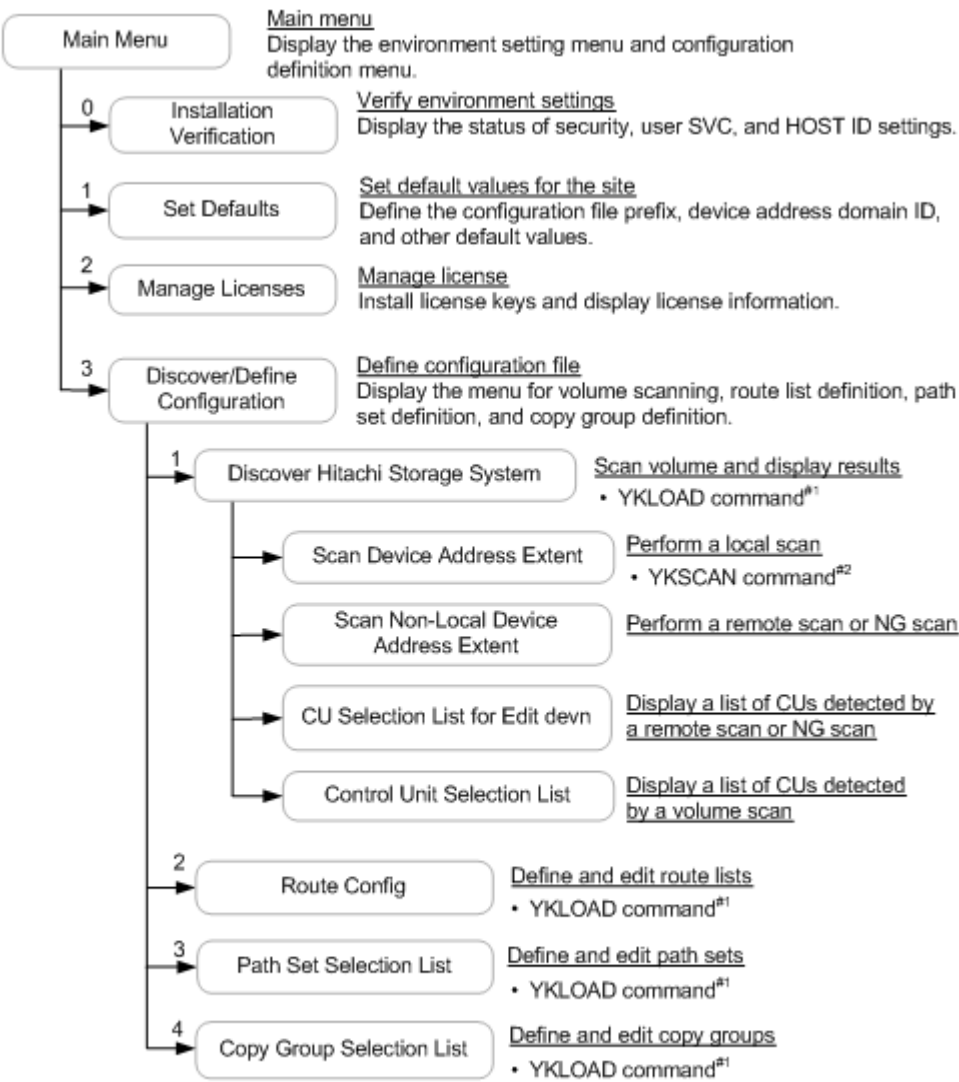 Main Menu
Main menu
Display the environment setting menu and configuration
definition menu.
0
Installation
Verification
Verify environment settings
Display the status of security, user SVC, and HOST ID settings.
1
Set Defaults
Set default values for the site
Define the configuration file prefix, device address domain ID,
and other default values.
2
Manage Licenses
Manage license
Install license keys and display license information.
3
Discover/Define
Configuration
Define configuration file
Display the menu for volume scanning, route list definition, path
set definition, and copy group definition.
1
Discover Hitachi Storage System
Scan volume and display results
• YKLOAD command#1
Scan Device Address Extent
Perform a local scan
• YKSCAN command#2
Scan Non-Local Device
Address Extent
Perform a remote scan or NG scan
CU Selection List for Edit devn
Display a list of CUs detected by
a remote scan or NG scan
Control Unit Selection List
Display a list of CUs detected
by a volume scan
2
Route Config
Define and edit route lists
• YKLOAD command#1
3
Path Set Selection List
Define and edit path sets
• YKLOAD command#1
4
Copy Group Selection List
Define and edit copy groups
• YKLOAD command#1